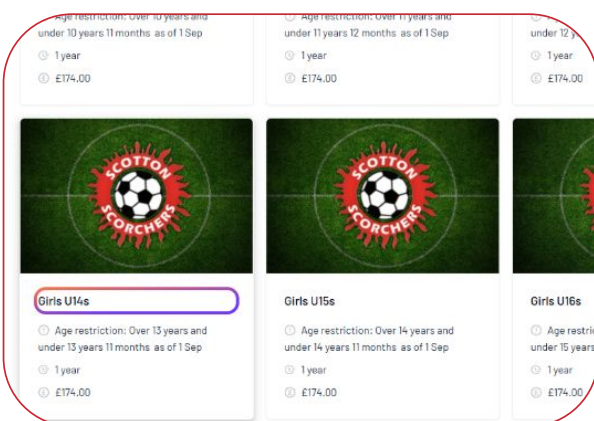 Age restriction: Over 10 years and
under 10 years 11 months as of 1 Sep
1 year
£174.00
Age restriction: Over 11 years and
under 11 years 12 months as of 1 Sep
1 year
£174.00
under 12
1 year
£174.00
SCOTTON
SCORCHERS
Girls U14s
Age restriction: Over 13 years and
under 13 years 11 months as of 1 Sep
1 year
£174.00
SCOTTON
SCORCHERS
Girls U15s
Age restriction: Over 14 years and
under 14 years 11 months as of 1 Sep
1 year
£174.00
Girls U16s
Age
under 15 years
1 year
£174.00